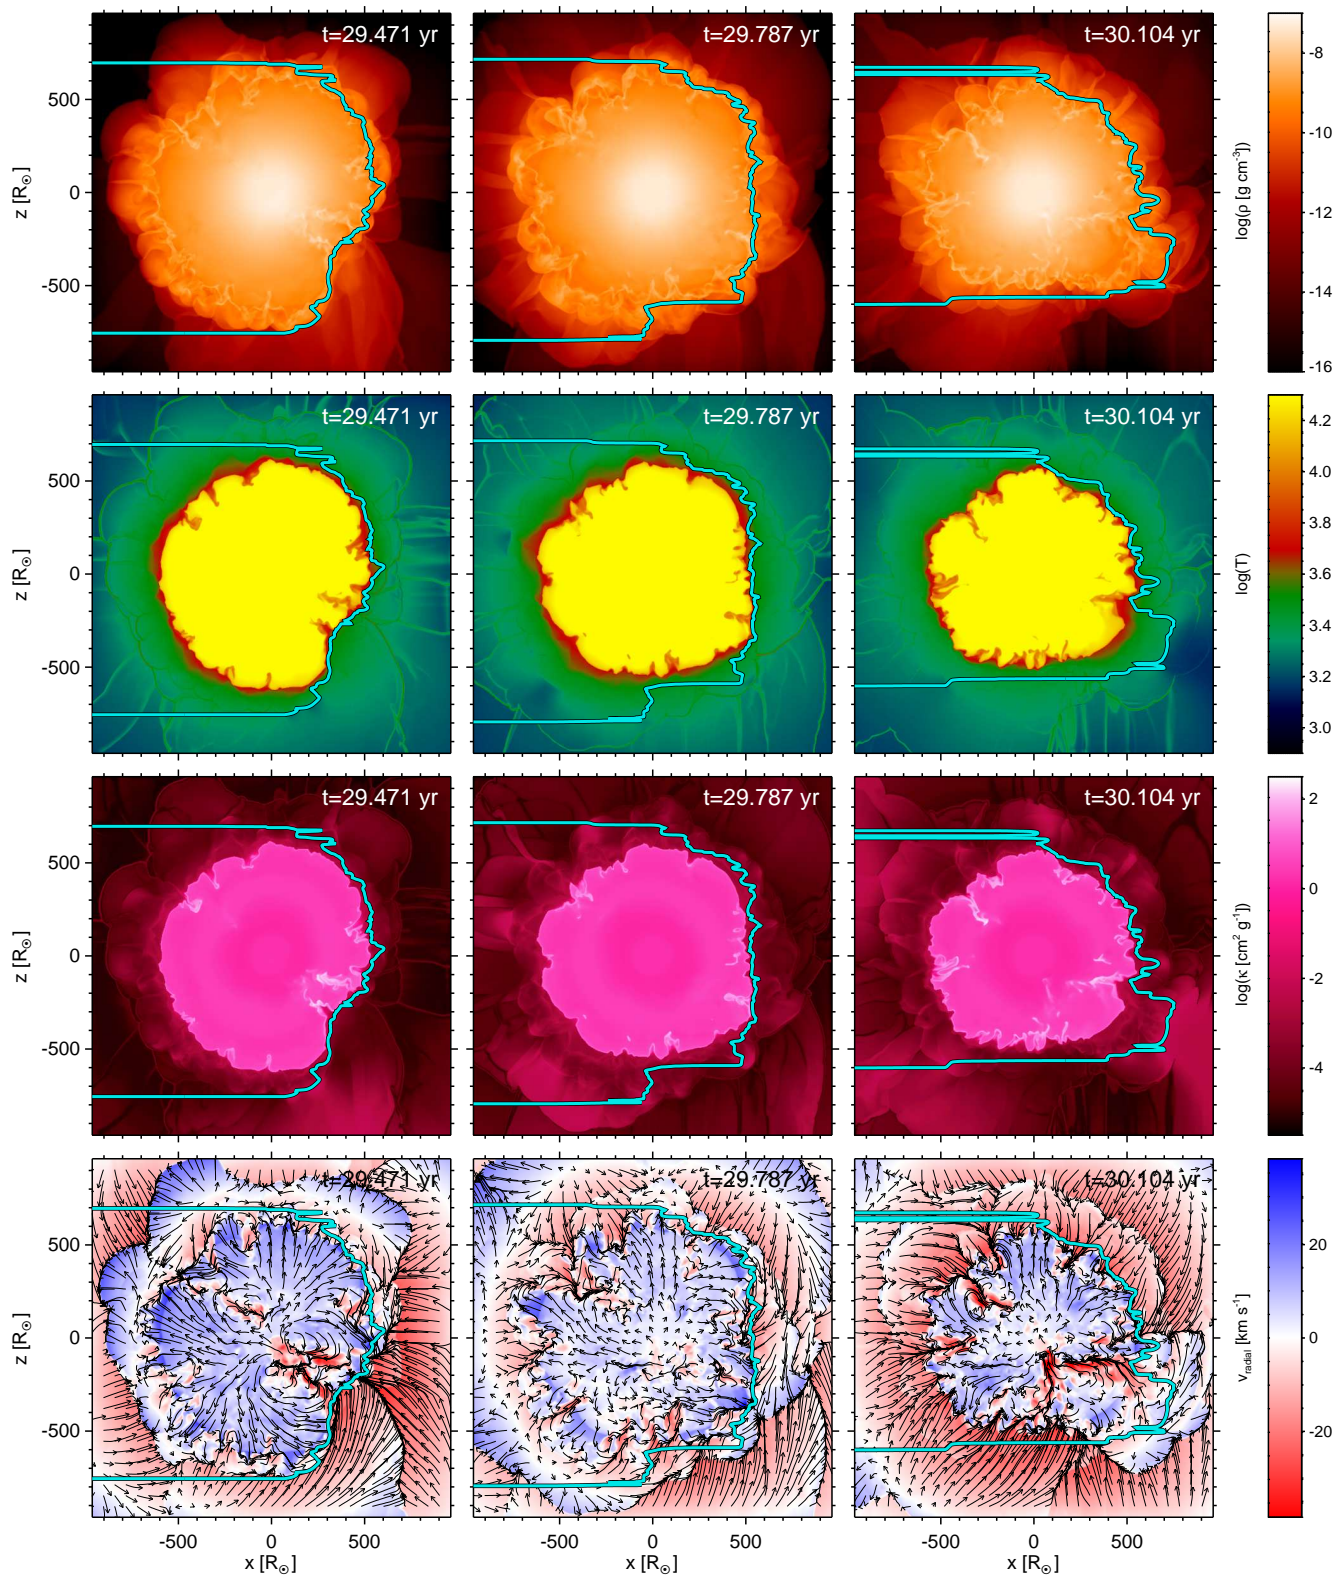 t=29.471 yr t=29.787 yr t=30.104 yr
500
0
-500
z [R☉]
-8
-10
-12
-14
-16
log(ρ [g cm⁻³])
t=29.471 yr t=29.787 yr t=30.104 yr
500
0
-500
z [R☉]
4.2
4.0
3.8
3.6
3.4
3.2
3.0
log(T)
t=29.471 yr t=29.787 yr t=30.104 yr
500
0
-500
z [R☉]
2
0
-2
-4
log(κ [cm² g⁻¹])
t=29.471 yr t=29.787 yr t=30.104 yr
500
0
-500
z [R☉]
20
0
-20
v_radial [km s⁻¹]
-500 0 500 -500 0 500 -500 0 500
x [R☉] x [R☉] x [R☉]